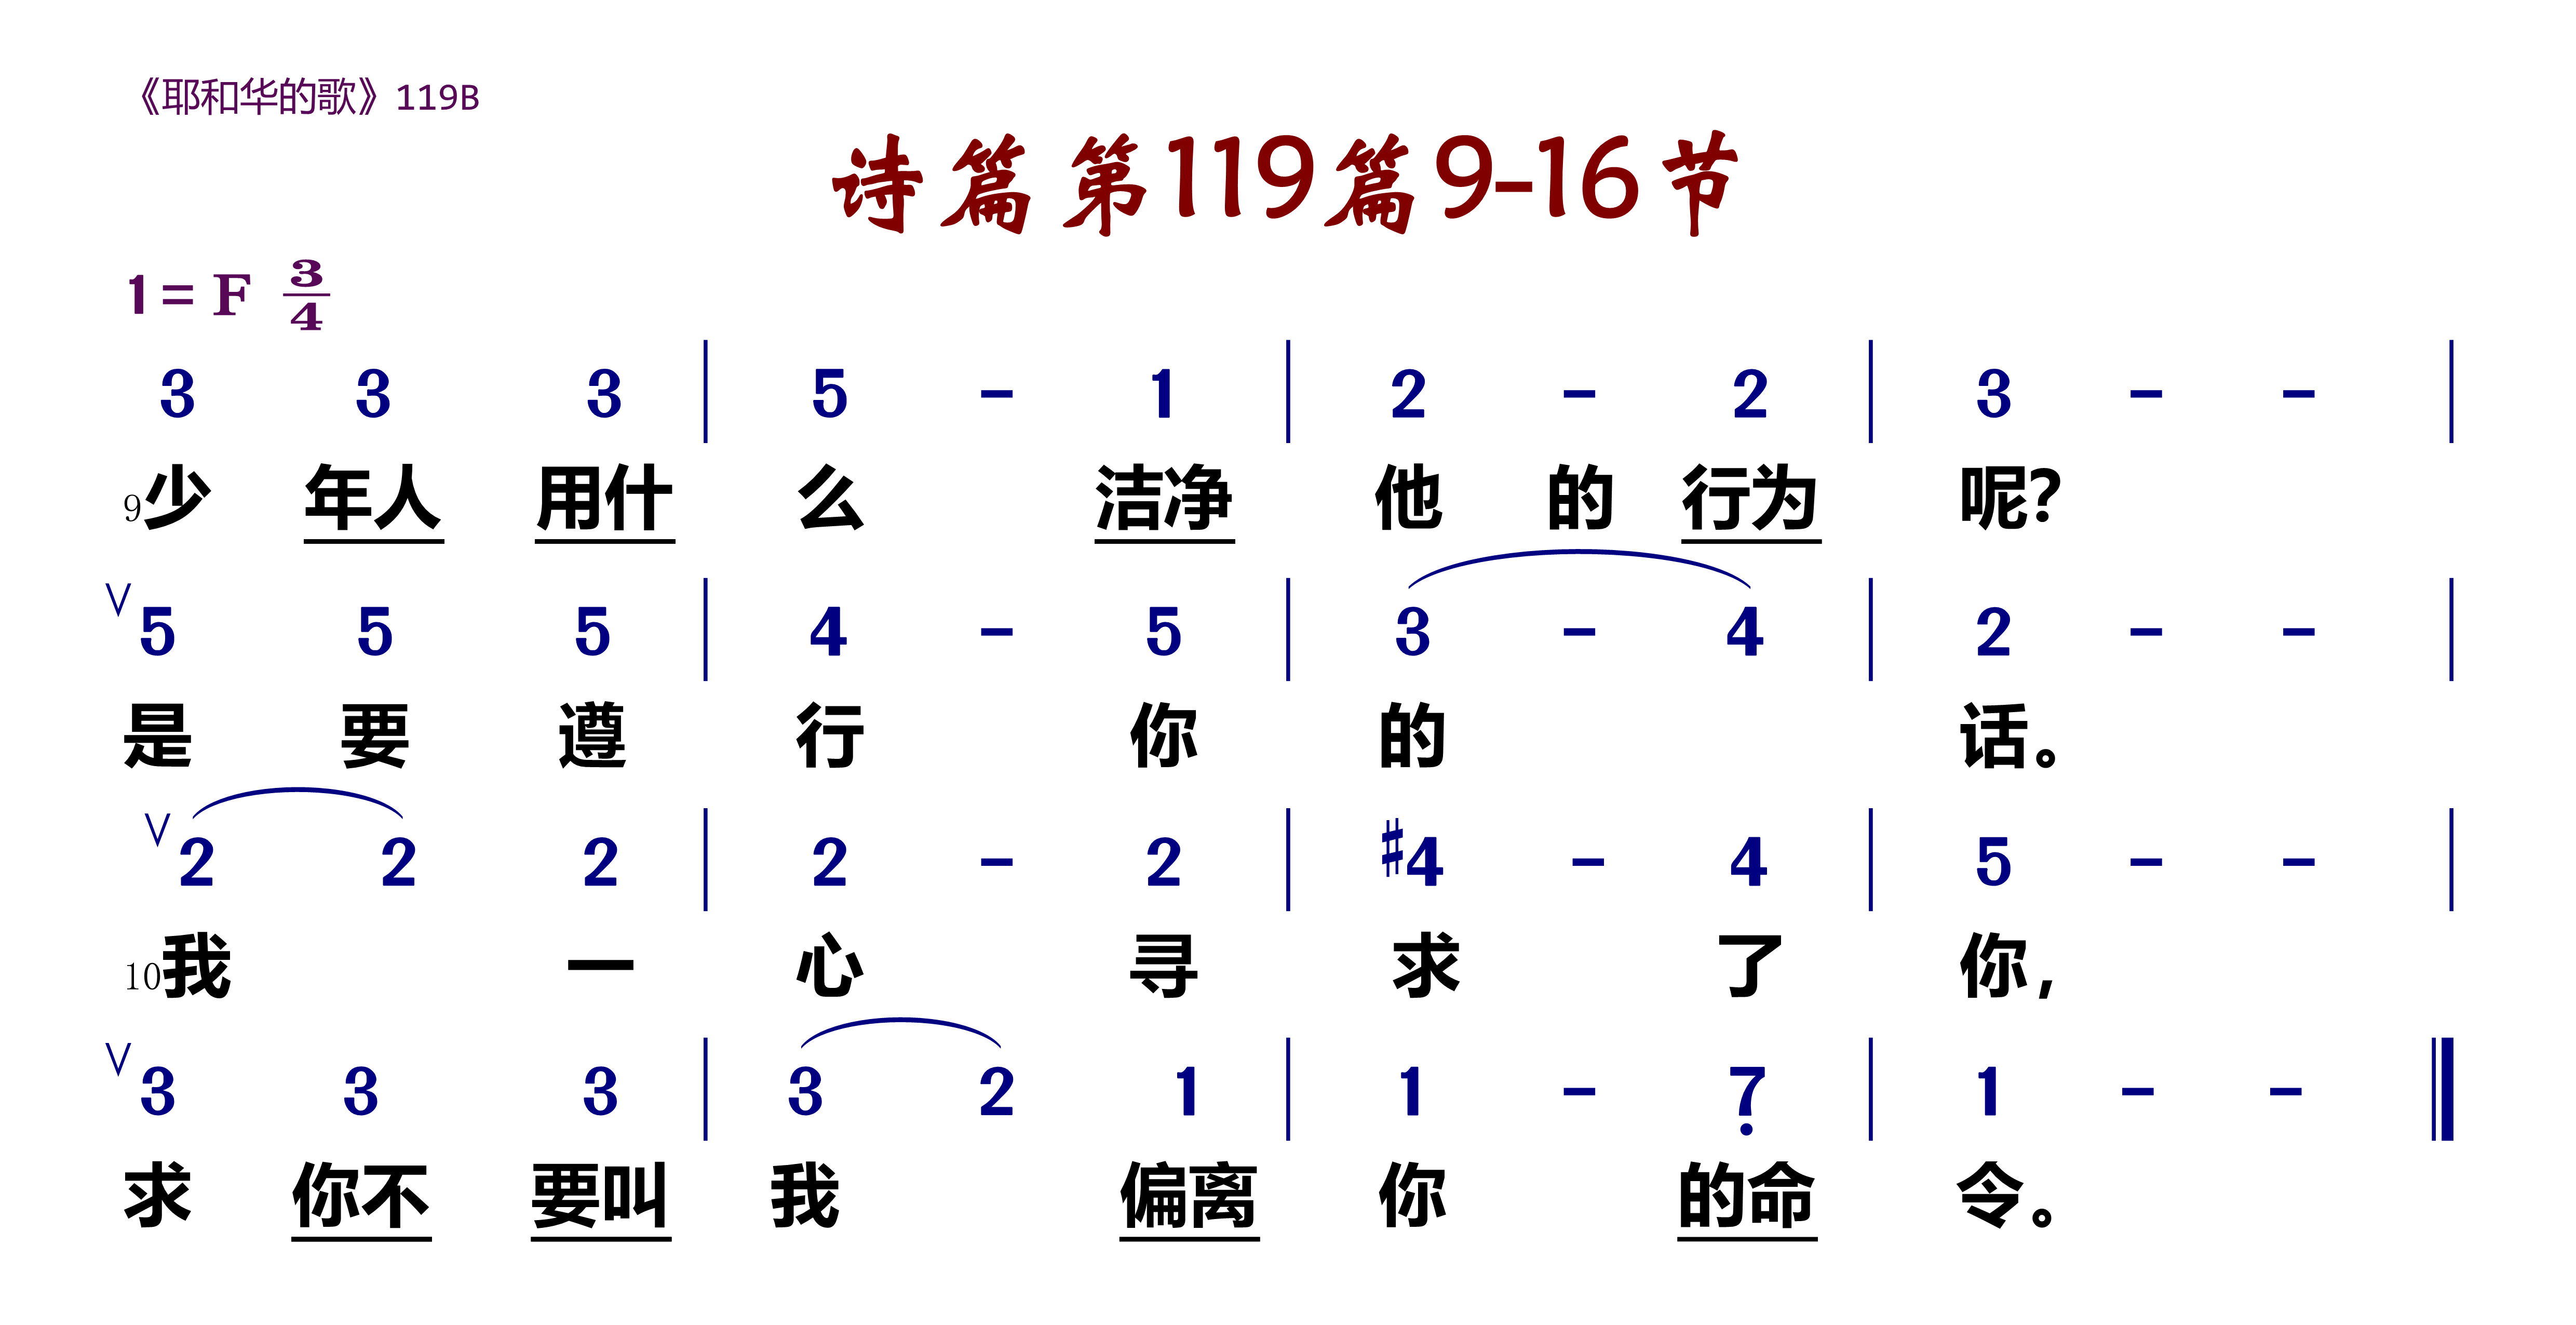 《耶和华的歌》119B
诗篇第119篇9-16节
1= F 3/4
3 3 3 | 5 - 1 | 2 - 2 | 3 - - |
9少 年人 用什 么 洁净 他 的 行为 呢?
∨5 5 5 | 4 - 5 | 3 - 4 | 2 - - |
是 要 遵 行 你 的 话。
∨2 2 2 | 2 - 2 | #4 - 4 | 5 - - |
10我 一 心 寻 求 了 你,
∨3 3 3 | 3 2 1 | 1 - 7̣ | 1 - - ‖
求 你不 要叫 我 偏离 你 的命 令。